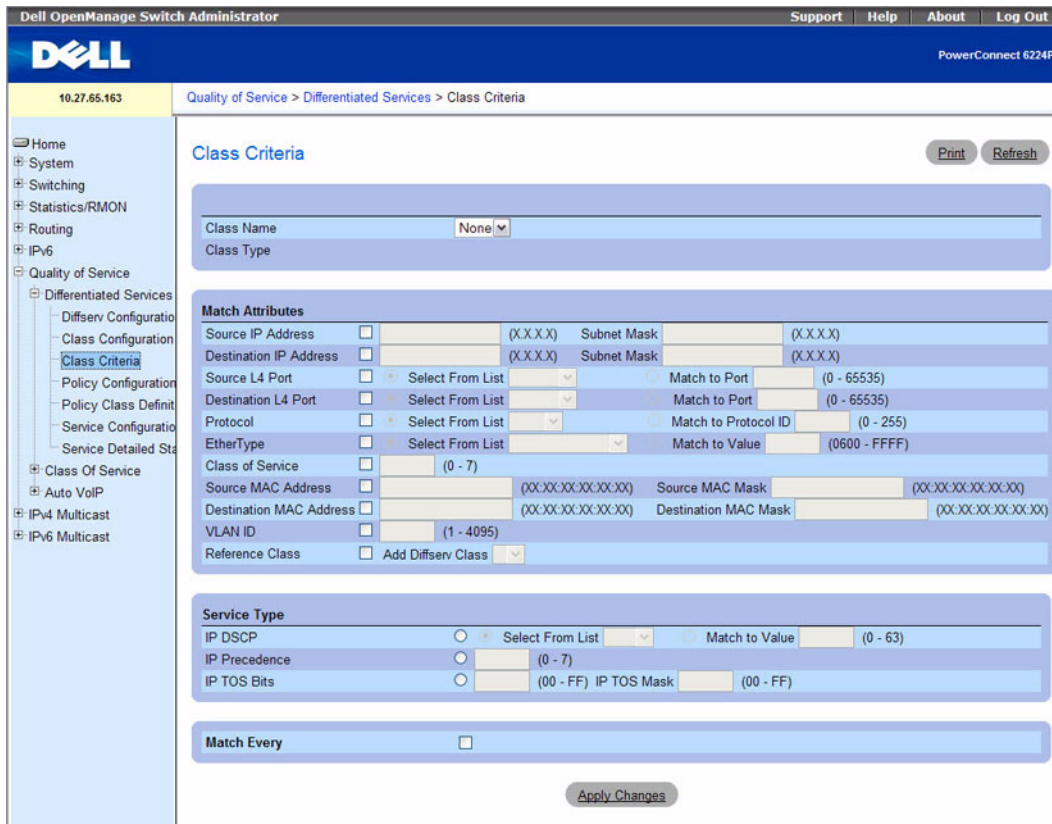 Dell OpenManage Switch Administrator
Support Help About Log Out
DELL
PowerConnect 6224P
10.27.65.163
Quality of Service > Differentiated Services > Class Criteria
Home
System
Switching
Statistics/RMON
Routing
IPv6
Quality of Service
Differentiated Services
Diffserv Configuratio
Class Configuration
Class Criteria
Policy Configuration
Policy Class Definit
Service Configuratio
Service Detailed Sta
Class Of Service
Auto VoIP
IPv4 Multicast
IPv6 Multicast
Class Criteria
Print Refresh
Class Name None
Class Type
Match Attributes
Source IP Address (X.X.X.X) Subnet Mask (X.X.X.X)
Destination IP Address (X.X.X.X) Subnet Mask (X.X.X.X)
Source L4 Port Select From List Match to Port (0 - 65535)
Destination L4 Port Select From List Match to Port (0 - 65535)
Protocol Select From List Match to Protocol ID (0 - 255)
EtherType Select From List Match to Value (0600 - FFFF)
Class of Service (0 - 7)
Source MAC Address (XX:XX:XX:XX:XX:XX) Source MAC Mask (XX:XX:XX:XX:XX:XX)
Destination MAC Address (XX:XX:XX:XX:XX:XX) Destination MAC Mask (XX:XX:XX:XX:XX:XX)
VLAN ID (1 - 4095)
Reference Class Add Diffserv Class
Service Type
IP DSCP Select From List Match to Value (0 - 63)
IP Precedence (0 - 7)
IP TOS Bits (00 - FF) IP TOS Mask (00 - FF)
Match Every
Apply Changes